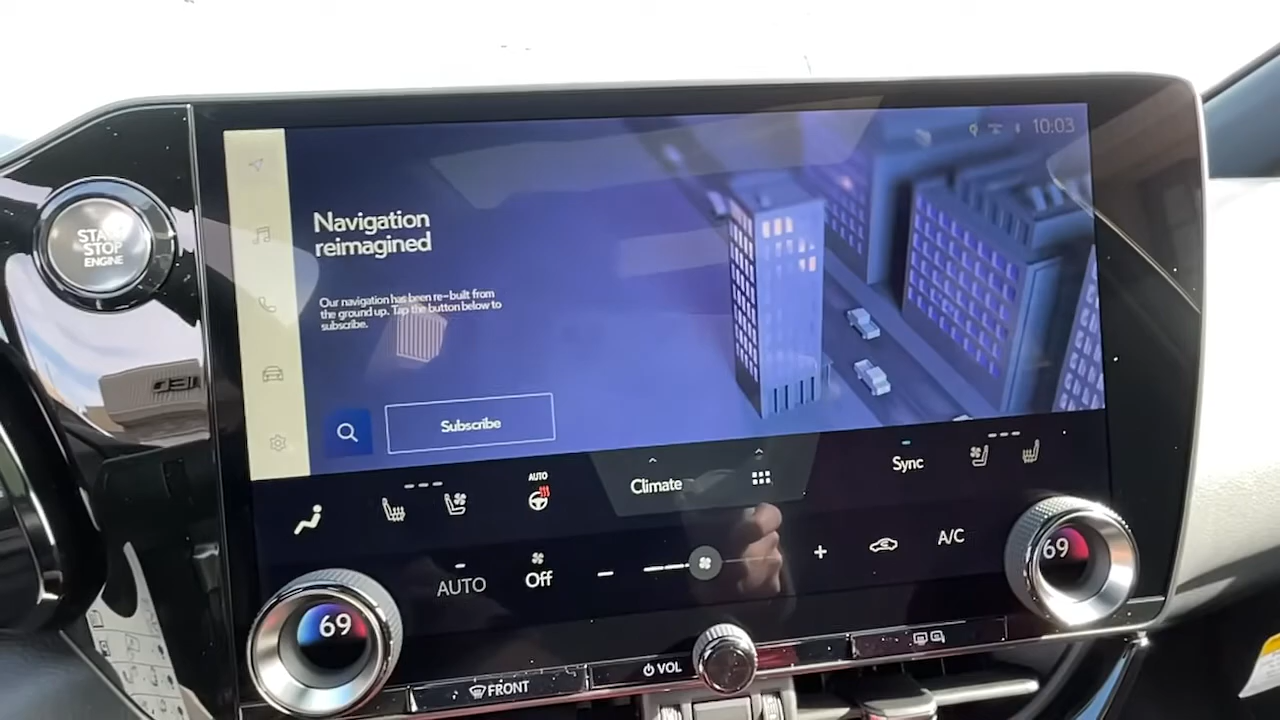 10:03
START
STOP
ENGINE
Navigation
reimagined
Our navigation has been re-built from
the ground up. Tap the button below to
subscribe.
Subscribe
AUTO
Climate
Sync
AUTO
Off
A/C
69
69
FRONT
VOL